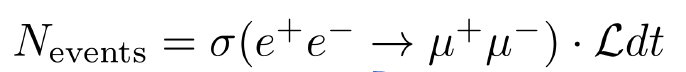 N_events = σ(e⁺e⁻ → μ⁺μ⁻) · ℒdt